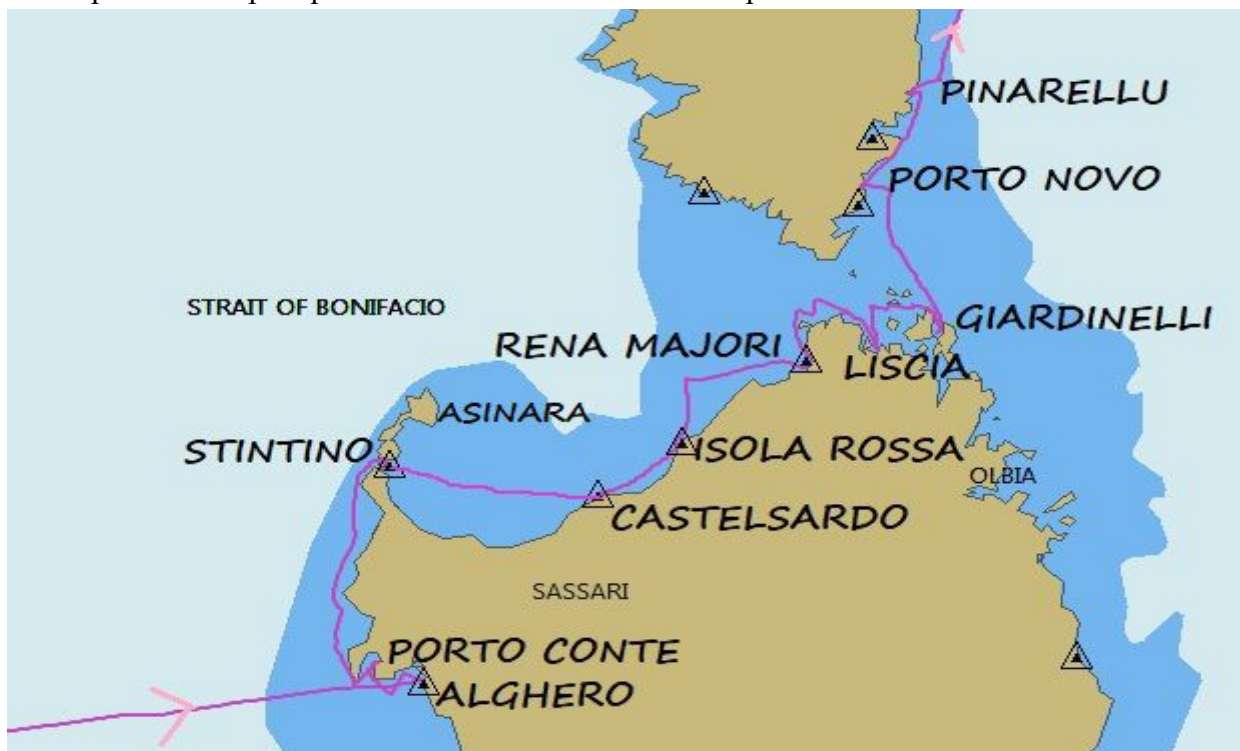 PINARELLU
PORTO NOVO
STRAIT OF BONIFACIO
GIARDINELLI
RENA MAJORI
LISCIA
ASINARA
STINTINO
ISOLA ROSSA
OLBIA
CASTELSARDO
SASSARI
PORTO CONTE
ALGHERO